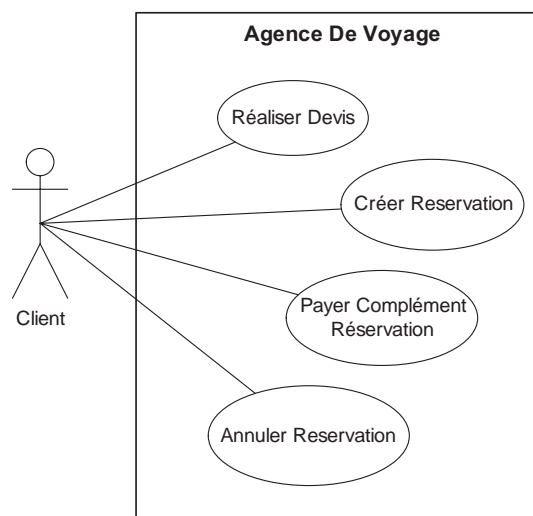 Agence De Voyage
Réaliser Devis
Créer Reservation
Client
Payer Complément
Réservation
Annuler Reservation